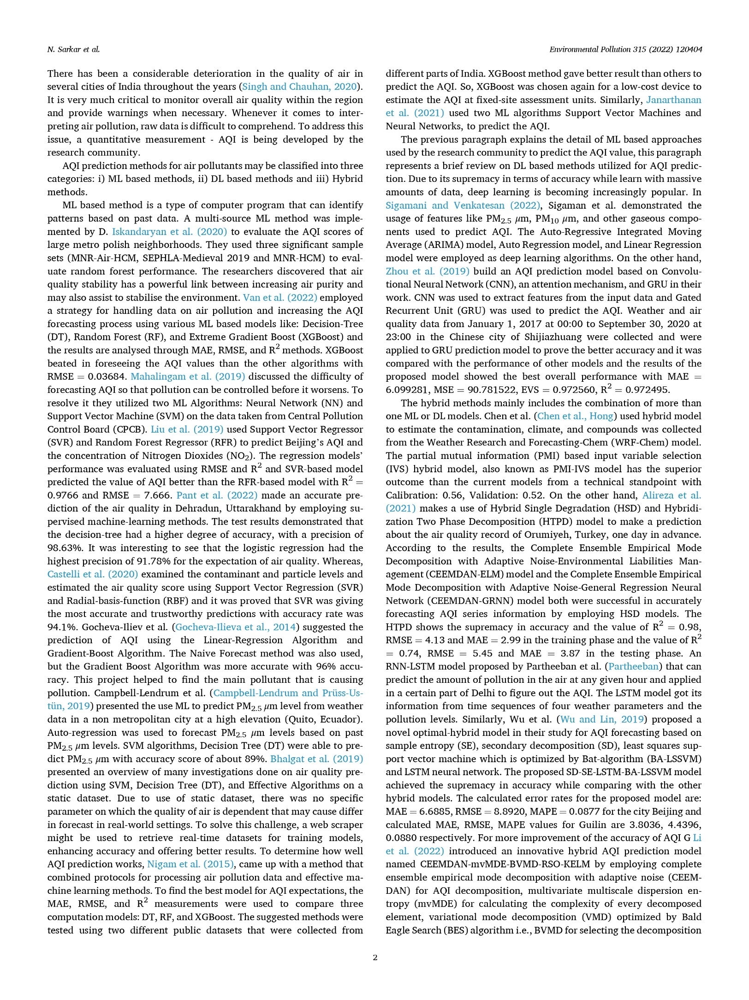 N. Sarkar et al.
Environmental Pollution 315 (2022) 120404
There has been a considerable deterioration in the quality of air in
several cities of India throughout the years (Singh and Chauhan, 2020).
It is very much critical to monitor overall air quality within the region
and provide warnings when necessary. Whenever it comes to inter-
preting air pollution, raw data is difficult to comprehend. To address this
issue, a quantitative measurement - AQI is being developed by the
research community.
AQI prediction methods for air pollutants may be classified into three
categories: i) ML based methods, ii) DL based methods and iii) Hybrid
methods.
ML based method is a type of computer program that can identify
patterns based on past data. A multi-source ML method was imple-
mented by D. Iskandaryan et al. (2020) to evaluate the AQI scores of
large metro polish neighborhoods. They used three significant sample
sets (MNR-Air-HCM, SEPHLA-Medieval 2019 and MNR-HCM) to eval-
uate random forest performance. The researchers discovered that air
quality stability has a powerful link between increasing air purity and
may also assist to stabilise the environment. Van et al. (2022) employed
a strategy for handling data on air pollution and increasing the AQI
forecasting process using various ML based models like: Decision-Tree
(DT), Random Forest (RF), and Extreme Gradient Boost (XGBoost) and
the results are analysed through MAE, RMSE, and R² methods. XGBoost
beated in foreseeing the AQI values than the other algorithms with
RMSE = 0.03684. Mahalingam et al. (2019) discussed the difficulty of
forecasting AQI so that pollution can be controlled before it worsens. To
resolve it they utilized two ML Algorithms: Neural Network (NN) and
Support Vector Machine (SVM) on the data taken from Central Pollution
Control Board (CPCB). Liu et al. (2019) used Support Vector Regressor
(SVR) and Random Forest Regressor (RFR) to predict Beijing's AQI and
the concentration of Nitrogen Dioxides (NO₂). The regression models'
performance was evaluated using RMSE and R² and SVR-based model
predicted the value of AQI better than the RFR-based model with R² =
0.9766 and RMSE = 7.666. Pant et al. (2022) made an accurate pre-
diction of the air quality in Dehradun, Uttarakhand by employing su-
pervised machine-learning methods. The test results demonstrated that
the decision-tree had a higher degree of accuracy, with a precision of
98.63%. It was interesting to see that the logistic regression had the
highest precision of 91.78% for the expectation of air quality. Whereas,
Castelli et al. (2020) examined the contaminant and particle levels and
estimated the air quality score using Support Vector Regression (SVR)
and Radial-basis-function (RBF) and it was proved that SVR was giving
the most accurate and trustworthy predictions with accuracy rate was
94.1%. Gocheva-Iliev et al. (Gocheva-Ilieva et al., 2014) suggested the
prediction of AQI using the Linear-Regression Algorithm and
Gradient-Boost Algorithm. The Naive Forecast method was also used,
but the Gradient Boost Algorithm was more accurate with 96% accu-
racy. This project helped to find the main pollutant that is causing
pollution. Campbell-Lendrum et al. (Campbell-Lendrum and Prüss-Us-
tün, 2019) presented the use ML to predict PM₂.₅ μm level from weather
data in a non metropolitan city at a high elevation (Quito, Ecuador).
Auto-regression was used to forecast PM₂.₅ μm levels based on past
PM₂.₅ μm levels. SVM algorithms, Decision Tree (DT) were able to pre-
dict PM₂.₅ μm with accuracy score of about 89%. Bhalgat et al. (2019)
presented an overview of many investigations done on air quality pre-
diction using SVM, Decision Tree (DT), and Effective Algorithms on a
static dataset. Due to use of static dataset, there was no specific
parameter on which the quality of air is dependent that may cause differ
in forecast in real-world settings. To solve this challenge, a web scraper
might be used to retrieve real-time datasets for training models,
enhancing accuracy and offering better results. To determine how well
AQI prediction works, Nigam et al. (2015), came up with a method that
combined protocols for processing air pollution data and effective ma-
chine learning methods. To find the best model for AQI expectations, the
MAE, RMSE, and R² measurements were used to compare three
computation models: DT, RF, and XGBoost. The suggested methods were
tested using two different public datasets that were collected from
different parts of India. XGBoost method gave better result than others to
predict the AQI. So, XGBoost was chosen again for a low-cost device to
estimate the AQI at fixed-site assessment units. Similarly, Janarthanan
et al. (2021) used two ML algorithms Support Vector Machines and
Neural Networks, to predict the AQI.
The previous paragraph explains the detail of ML based approaches
used by the research community to predict the AQI value, this paragraph
represents a brief review on DL based methods utilized for AQI predic-
tion. Due to its supremacy in terms of accuracy while learn with massive
amounts of data, deep learning is becoming increasingly popular. In
Sigamani and Venkatesan (2022), Sigaman et al. demonstrated the
usage of features like PM₂.₅ μm, PM₁₀ μm, and other gaseous compo-
nents used to predict AQI. The Auto-Regressive Integrated Moving
Average (ARIMA) model, Auto Regression model, and Linear Regression
model were employed as deep learning algorithms. On the other hand,
Zhou et al. (2019) build an AQI prediction model based on Convolu-
tional Neural Network (CNN), an attention mechanism, and GRU in their
work. CNN was used to extract features from the input data and Gated
Recurrent Unit (GRU) was used to predict the AQI. Weather and air
quality data from January 1, 2017 at 00:00 to September 30, 2020 at
23:00 in the Chinese city of Shijiazhuang were collected and were
applied to GRU prediction model to prove the better accuracy and it was
compared with the performance of other models and the results of the
proposed model showed the best overall performance with MAE =
6.099281, MSE = 90.781522, EVS = 0.972560, R² = 0.972495.
The hybrid methods mainly includes the combination of more than
one ML or DL models. Chen et al. (Chen et al., Hong) used hybrid model
to estimate the contamination, climate, and compounds was collected
from the Weather Research and Forecasting-Chem (WRF-Chem) model.
The partial mutual information (PMI) based input variable selection
(IVS) hybrid model, also known as PMI-IVS model has the superior
outcome than the current models from a technical standpoint with
Calibration: 0.56, Validation: 0.52. On the other hand, Alireza et al.
(2021) makes a use of Hybrid Single Degradation (HSD) and Hybridi-
zation Two Phase Decomposition (HTPD) model to make a prediction
about the air quality record of Orumiyeh, Turkey, one day in advance.
According to the results, the Complete Ensemble Empirical Mode
Decomposition with Adaptive Noise-Environmental Liabilities Man-
agement (CEEMDAN-ELM) model and the Complete Ensemble Empirical
Mode Decomposition with Adaptive Noise-General Regression Neural
Network (CEEMDAN-GRNN) model both were successful in accurately
forecasting AQI series information by employing HSD models. The
HTPD shows the supremacy in accuracy and the value of R² = 0.98,
RMSE = 4.13 and MAE = 2.99 in the training phase and the value of R²
= 0.74, RMSE = 5.45 and MAE = 3.87 in the testing phase. An
RNN-LSTM model proposed by Partheeban et al. (Partheeban) that can
predict the amount of pollution in the air at any given hour and applied
in a certain part of Delhi to figure out the AQI. The LSTM model got its
information from time sequences of four weather parameters and the
pollution levels. Similarly, Wu et al. (Wu and Lin, 2019) proposed a
novel optimal-hybrid model in their study for AQI forecasting based on
sample entropy (SE), secondary decomposition (SD), least squares sup-
port vector machine which is optimized by Bat-algorithm (BA-LSSVM)
and LSTM neural network. The proposed SD-SE-LSTM-BA-LSSVM model
achieved the supremacy in accuracy while comparing with the other
hybrid models. The calculated error rates for the proposed model are:
MAE = 6.6885, RMSE = 8.8920, MAPE = 0.0877 for the city Beijing and
calculated MAE, RMSE, MAPE values for Guilin are 3.8036, 4.4396,
0.0880 respectively. For more improvement of the accuracy of AQI G Li
et al. (2022) introduced an innovative hybrid AQI prediction model
named CEEMDAN-mvMDE-BVMD-RSO-KELM by employing complete
ensemble empirical mode decomposition with adaptive noise (CEEM-
DAN) for AQI decomposition, multivariate multiscale dispersion en-
tropy (mvMDE) for calculating the complexity of every decomposed
element, variational mode decomposition (VMD) optimized by Bald
Eagle Search (BES) algorithm i.e., BVMD for selecting the decomposition
2